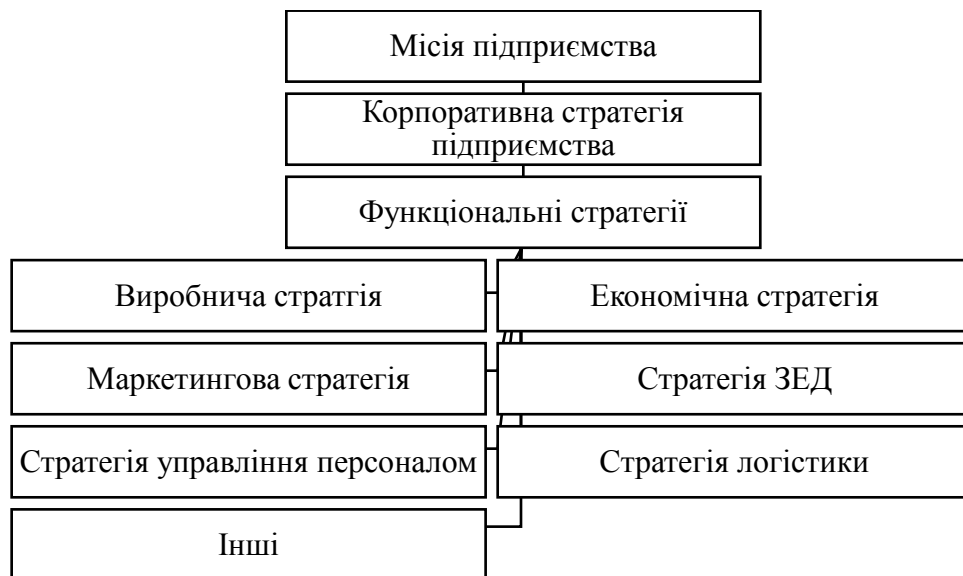 Місія підприємства
Корпоративна стратегія
підприємства
Функціональні стратегії
Виробнича стратгія
Економічна стратегія
Маркетингова стратегія
Стратегія ЗЕД
Стратегія управління персоналом
Стратегія логістики
Інші